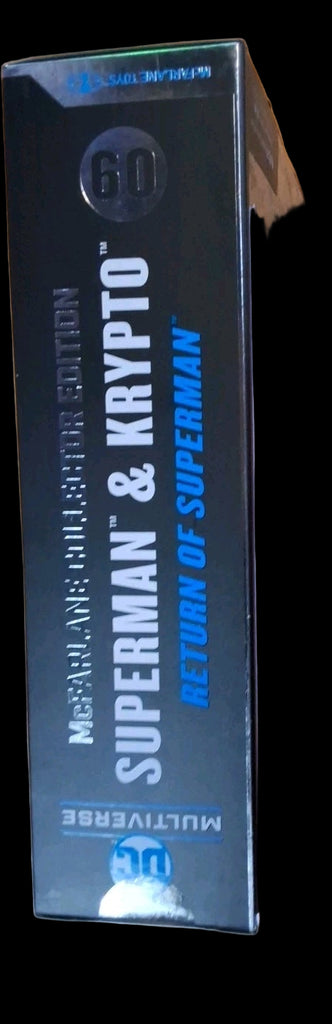 McFARLANE TOYS
60
McFARLANE COLLECTOR EDITION
SUPERMAN™ & KRYPTO™
RETURN OF SUPERMAN™
MULTIVERSE
DC